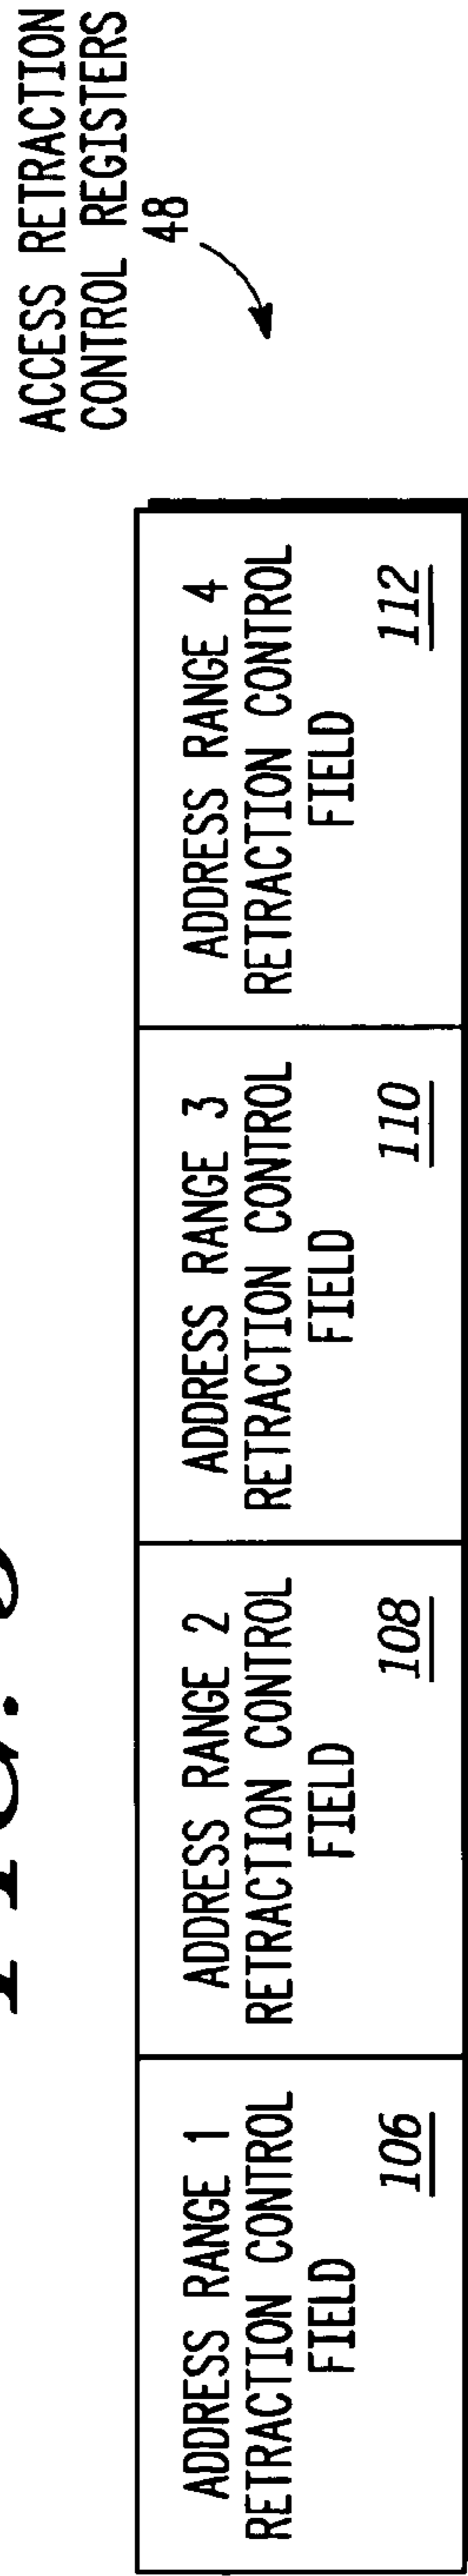 ACCESS RETRACTION
CONTROL REGISTERS
48
ADDRESS RANGE 1
RETRACTION CONTROL
FIELD
106
ADDRESS RANGE 2
RETRACTION CONTROL
FIELD
108
ADDRESS RANGE 3
RETRACTION CONTROL
FIELD
110
ADDRESS RANGE 4
RETRACTION CONTROL
FIELD
112